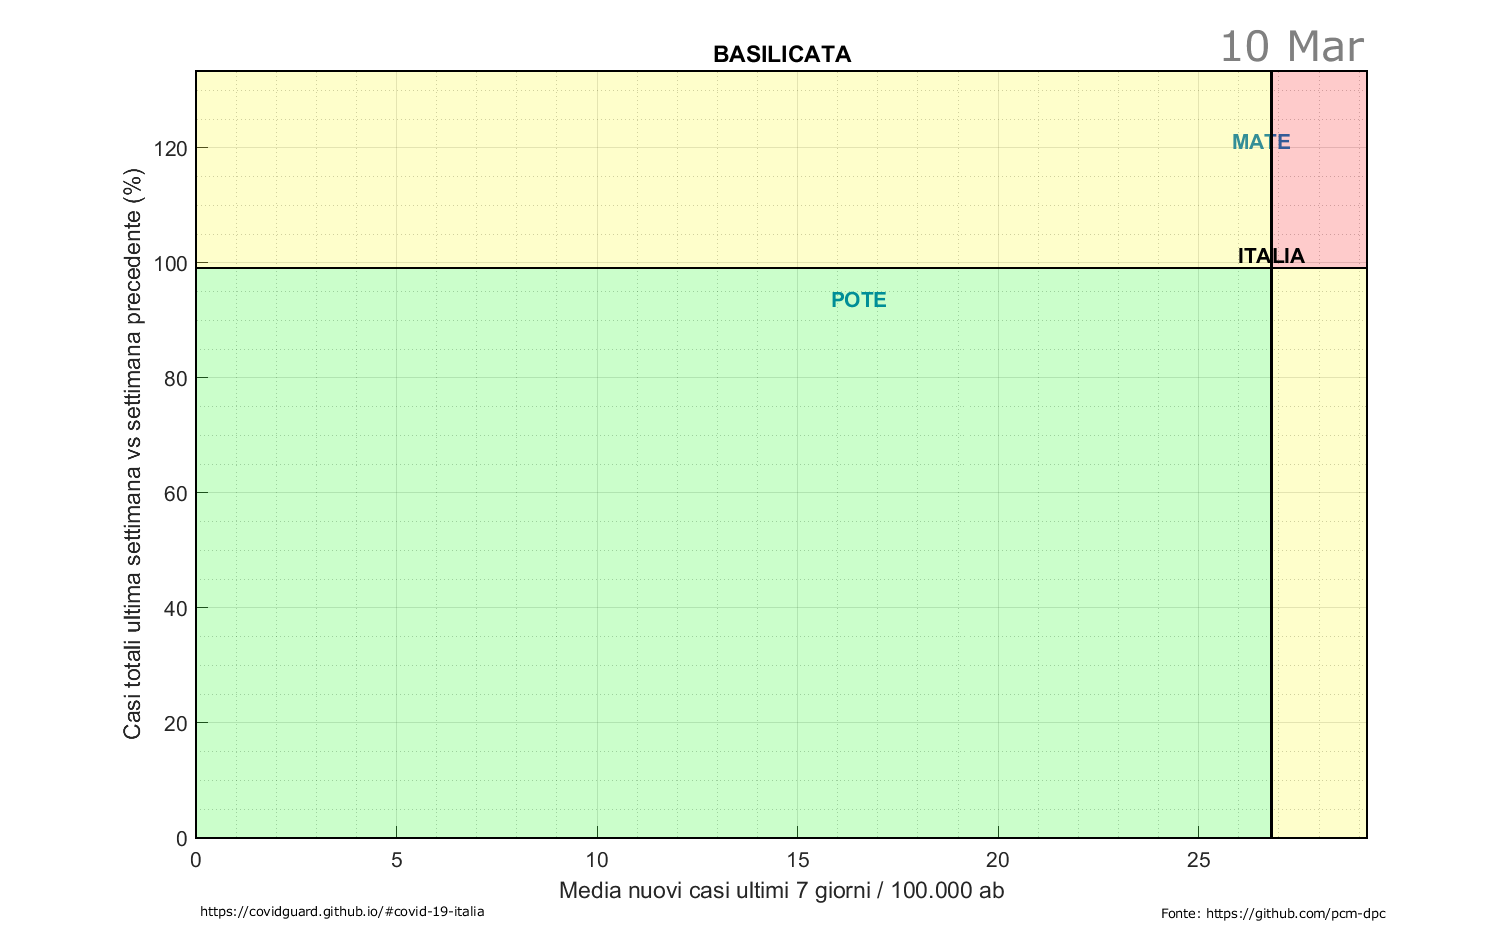 10 Mar
BASILICATA
Casi totali ultima settimana vs settimana precedente (%)
120
100
80
60
40
20
0
MATE
ITALIA
POTE
0 5 10 15 20 25
Media nuovi casi ultimi 7 giorni / 100.000 ab
https://covidguard.github.io/#covid-19-italia
Fonte: https://github.com/pcm-dpc